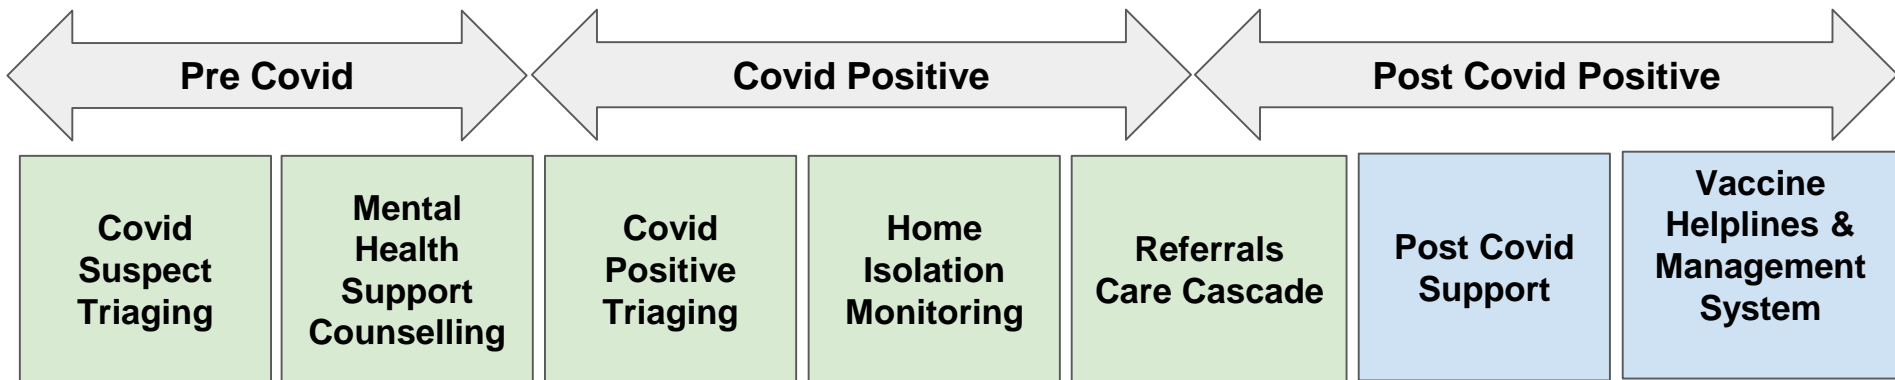 Pre Covid
Covid Positive
Post Covid Positive
Covid
Suspect
Triaging
Mental
Health
Support
Counselling
Covid
Positive
Triaging
Home
Isolation
Monitoring
Referrals
Care Cascade
Post Covid
Support
Vaccine
Helplines &
Management
System